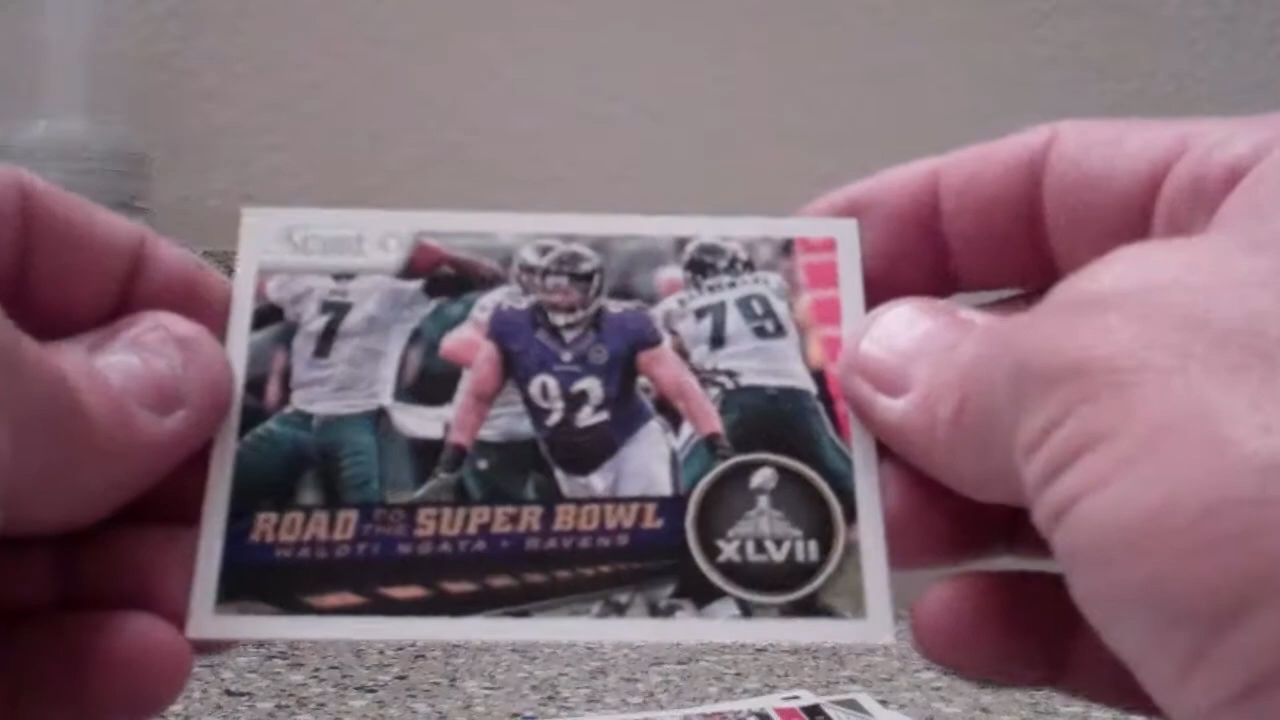 Score
7
92
79
ROAD TO THE SUPER BOWL
HALOTI NGATA • RAVENS
XLVII